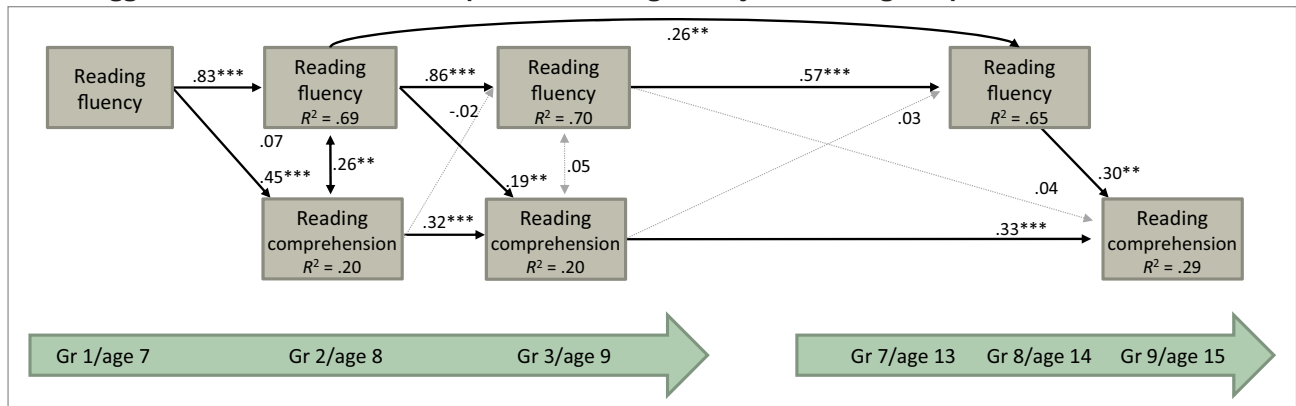 .26**
Reading
fluency
.83***
Reading
fluency
R² = .69
.86***
Reading
fluency
R² = .70
.57***
Reading
fluency
R² = .65
-.02
.03
.07
.45***
.26**
.19**
.05
.04
.30**
Reading
comprehension
R² = .20
.32***
Reading
comprehension
R² = .20
.33***
Reading
comprehension
R² = .29
Gr 1/age 7
Gr 2/age 8
Gr 3/age 9
Gr 7/age 13
Gr 8/age 14
Gr 9/age 15